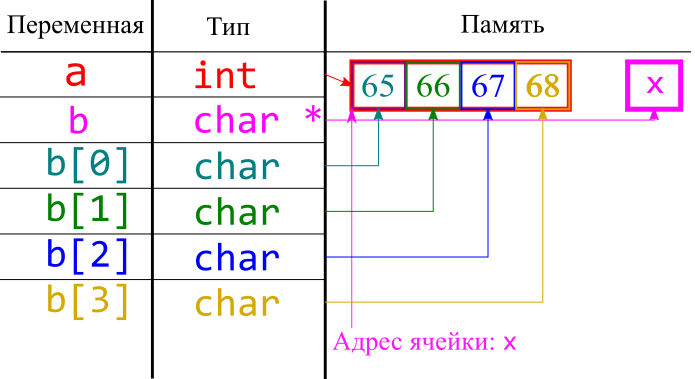 Переменная Тип Память
a int 65 66 67 68 x
b char *
b[0] char
b[1] char
b[2] char
b[3] char
Адрес ячейки: x